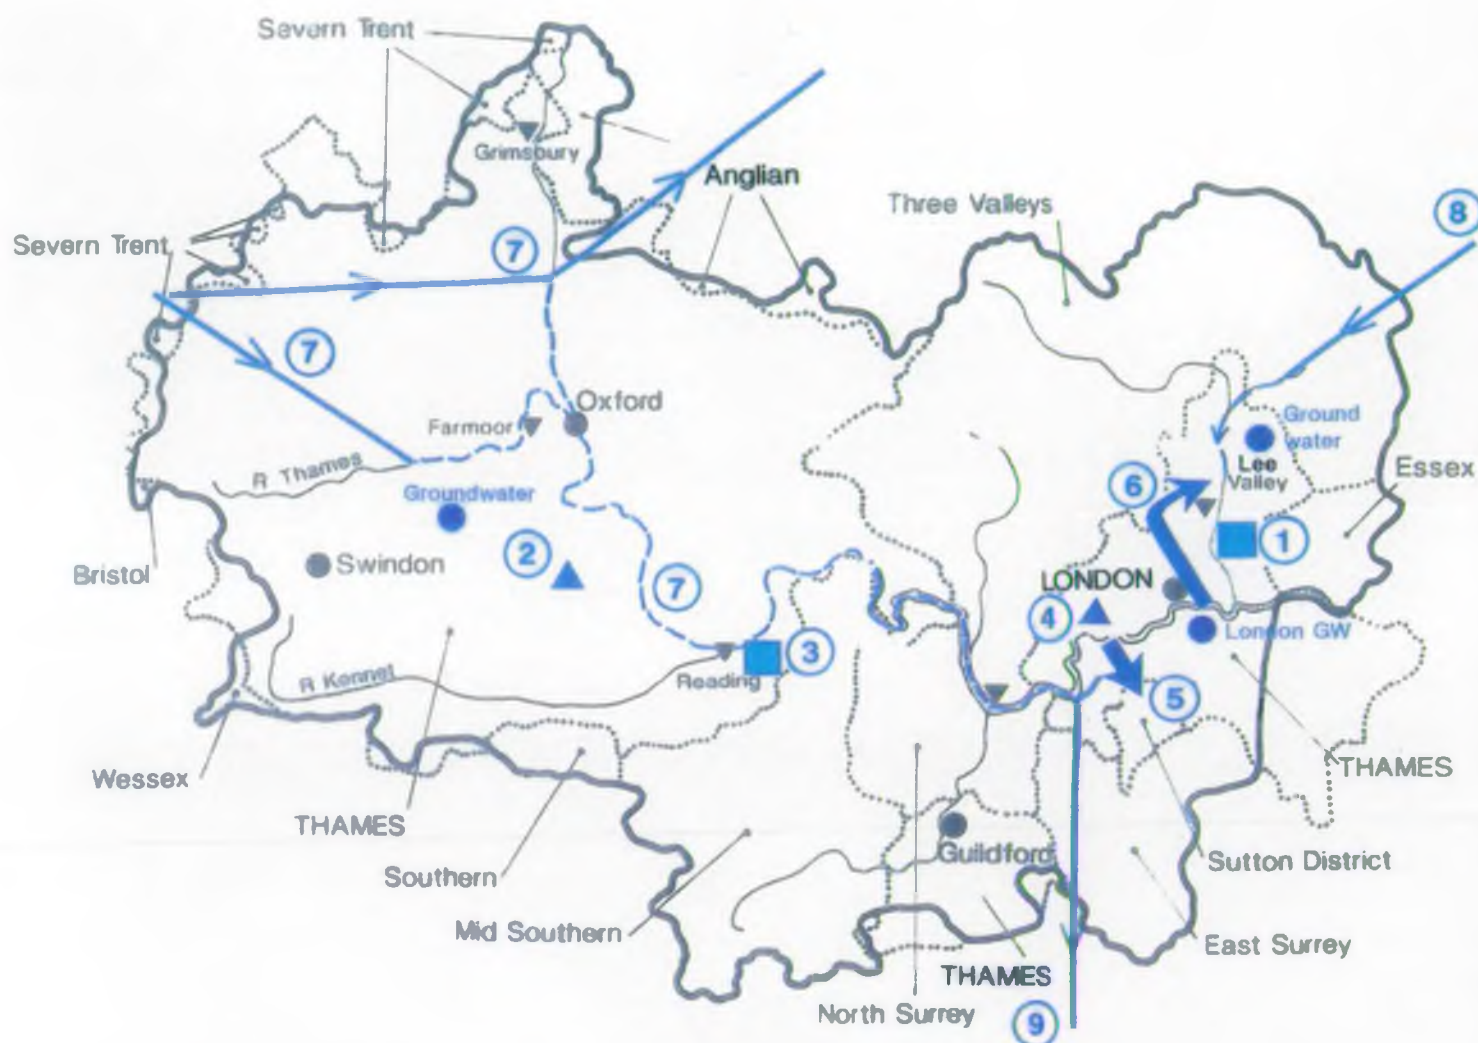 Severn Trent
Grimsbury
Anglian
Three Valleys
8
Severn Trent
7
7
Oxford
Farmoor
Ground
water
R Thames
Groundwater
Lee
Valley
Essex
6
Bristol
Swindon
2
1
7
LONDON
4
London GW
3
R Kennet
Reading
5
Wessex
THAMES
THAMES
Southern
Guildford
Sutton District
Mid Southern
East Surrey
THAMES
North Surrey
9